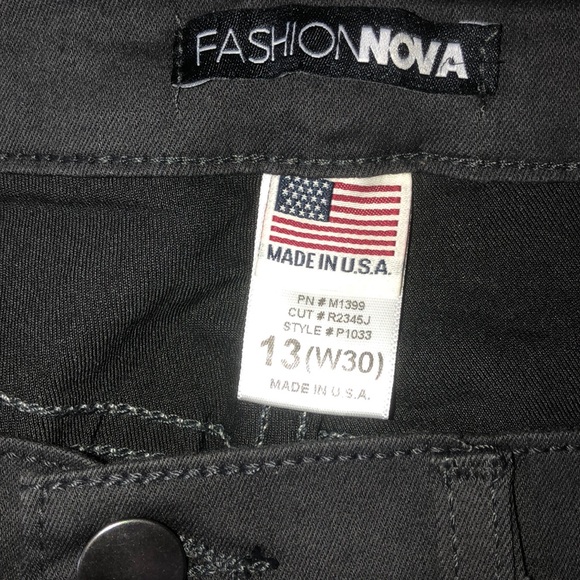 FASHIONNOVA
MADE IN U.S.A.
PN # M1399
CUT # R2345J
STYLE # P1033
13 (W30)
MADE IN U.S.A.